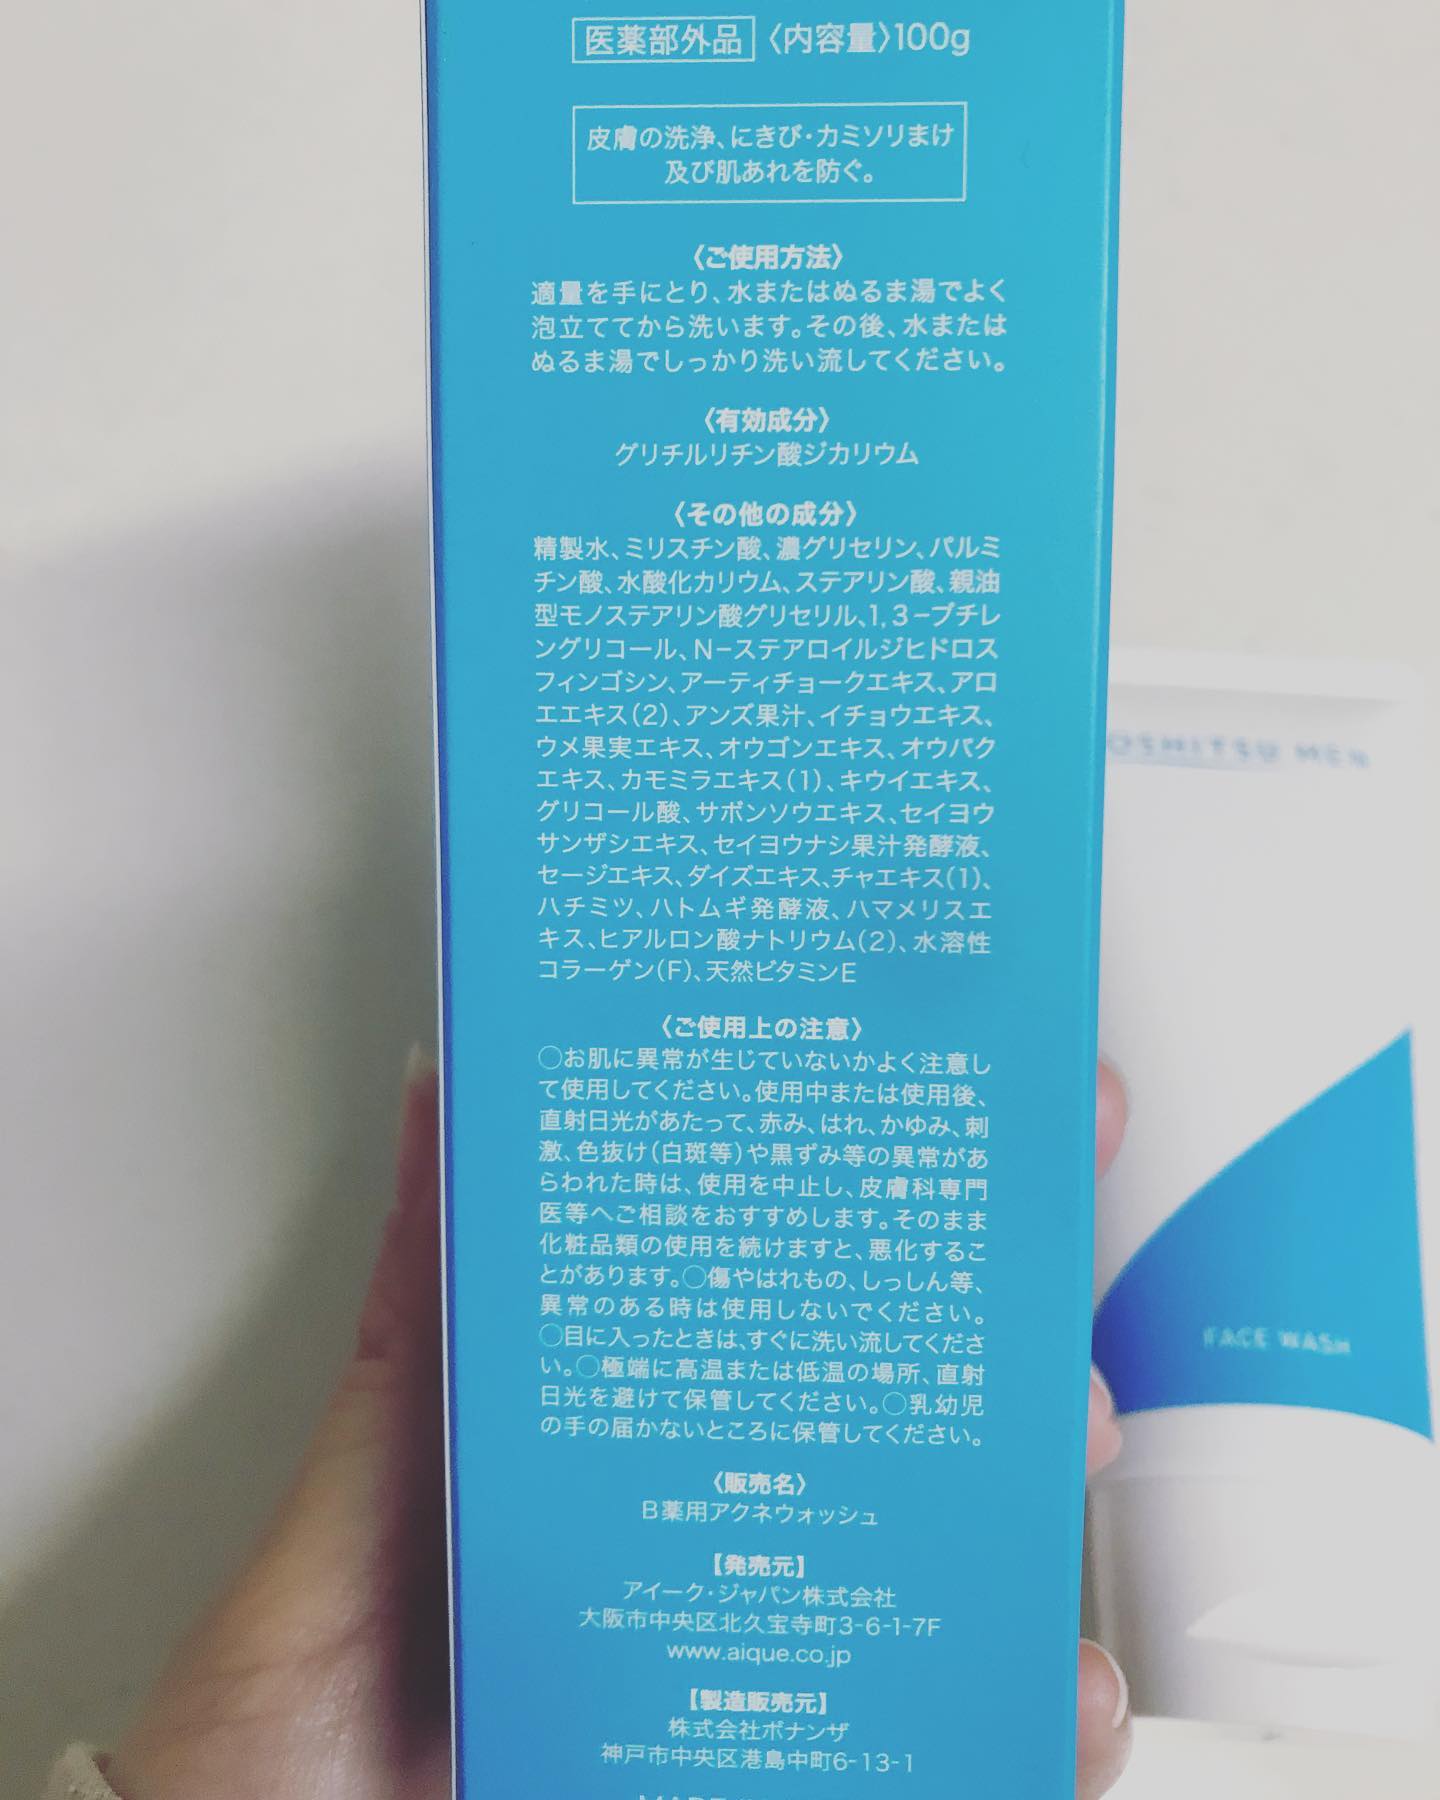 医薬部外品 〈内容量〉100g
皮膚の洗浄、にきび・カミソリまけ
及び肌あれを防ぐ。
〈ご使用方法〉
適量を手にとり、水またはぬるま湯でよく
泡立ててから洗います。その後、水または
ぬるま湯でしっかり洗い流してください。
〈有効成分〉
グリチルリチン酸ジカリウム
〈その他の成分〉
精製水、ミリスチン酸、濃グリセリン、パルミ
チン酸、水酸化カリウム、ステアリン酸、親油
型モノステアリン酸グリセリル、1,3−ブチレ
ングリコール、N−ステアロイルジヒドロス
フィンゴシン、アーティチョークエキス、アロ
エエキス(2)、アンズ果汁、イチョウエキス、
ウメ果実エキス、オウゴンエキス、オウバク
エキス、カモミラエキス(1)、キウイエキス、
グリコール酸、サボンソウエキス、セイヨウ
サンザシエキス、セイヨウナシ果汁発酵液、
セージエキス、ダイズエキス、チャエキス(1)、
ハチミツ、ハトムギ発酵液、ハマメリスエ
キス、ヒアルロン酸ナトリウム(2)、水溶性
コラーゲン(F)、天然ビタミンE
〈ご使用上の注意〉
○お肌に異常が生じていないかよく注意し
て使用してください。使用中または使用後、
直射日光があたって、赤み、はれ、かゆみ、刺
激、色抜け(白斑等)や黒ずみ等の異常があ
らわれた時は、使用を中止し、皮膚科専門
医等へご相談をおすすめします。そのまま
化粧品類の使用を続けますと、悪化するこ
とがあります。○傷やはれもの、しっしん等、
異常のある時は使用しないでください。
○目に入ったときは、すぐに洗い流してくださ
い。○極端に高温または低温の場所、直射
日光を避けて保管してください。○乳幼児
の手の届かないところに保管してください。
〈販売名〉
B薬用アクネウォッシュ
【発売元】
アイーク・ジャパン株式会社
大阪市中央区北久宝寺町3-6-1-7F
www.aique.co.jp
【製造販売元】
株式会社ボナンザ
神戸市中央区港島中町6-13-1
OSHITSU MEN
FACE WASH